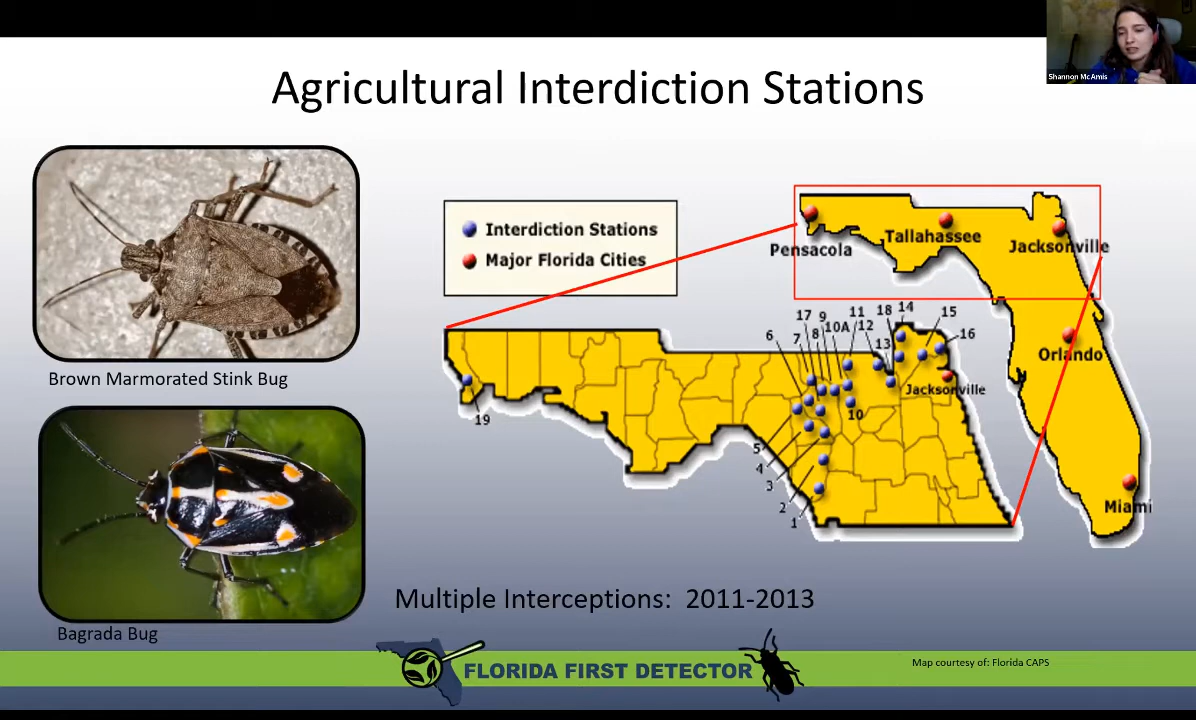 Shannon McAmis
Agricultural Interdiction Stations
Brown Marmorated Stink Bug
Bagrada Bug
Interdiction Stations
Major Florida Cities
Pensacola
Tallahassee
Jacksonville
Orlando
Miami
17 9 11 18 14 15
6 7 8 10A 12 13 16
Jacksonville
10
19
5
4
3
2
1
Multiple Interceptions: 2011-2013
FLORIDA FIRST DETECTOR
Map courtesy of: Florida CAPS